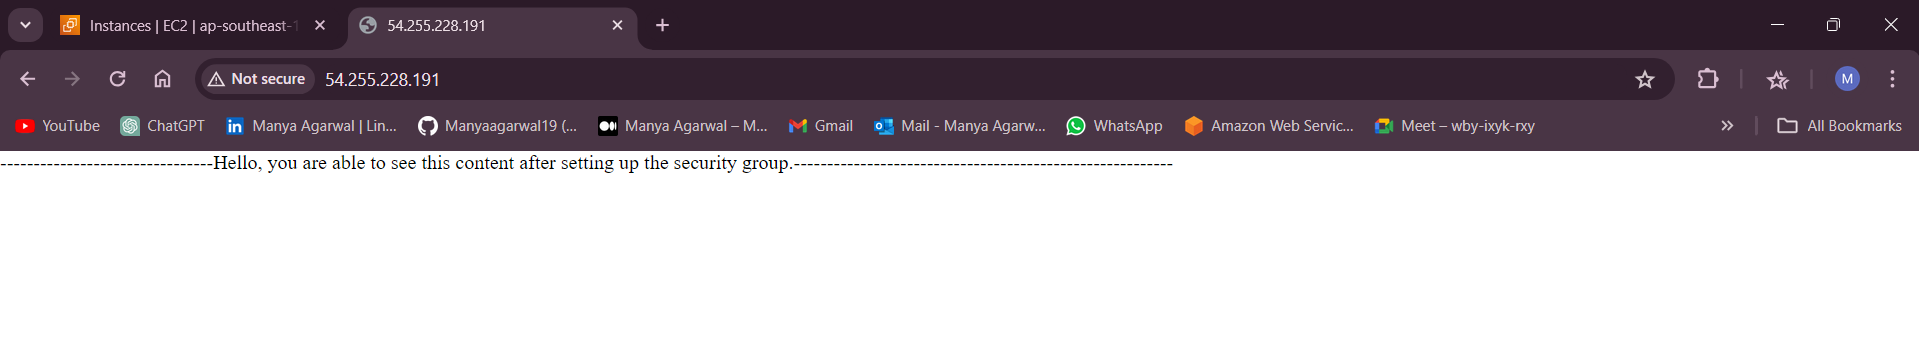 Instances | EC2 | ap-southeast-1
54.255.228.191
Not secure 54.255.228.191 M
YouTube ChatGPT Manya Agarwal | Lin... Manyaagarwal19 (... Manya Agarwal – M... Gmail Mail - Manya Agarw... WhatsApp Amazon Web Servic... Meet – wby-ixyk-rxy » All Bookmarks
--------------------------------Hello, you are able to see this content after setting up the security group.---------------------------------------------------------